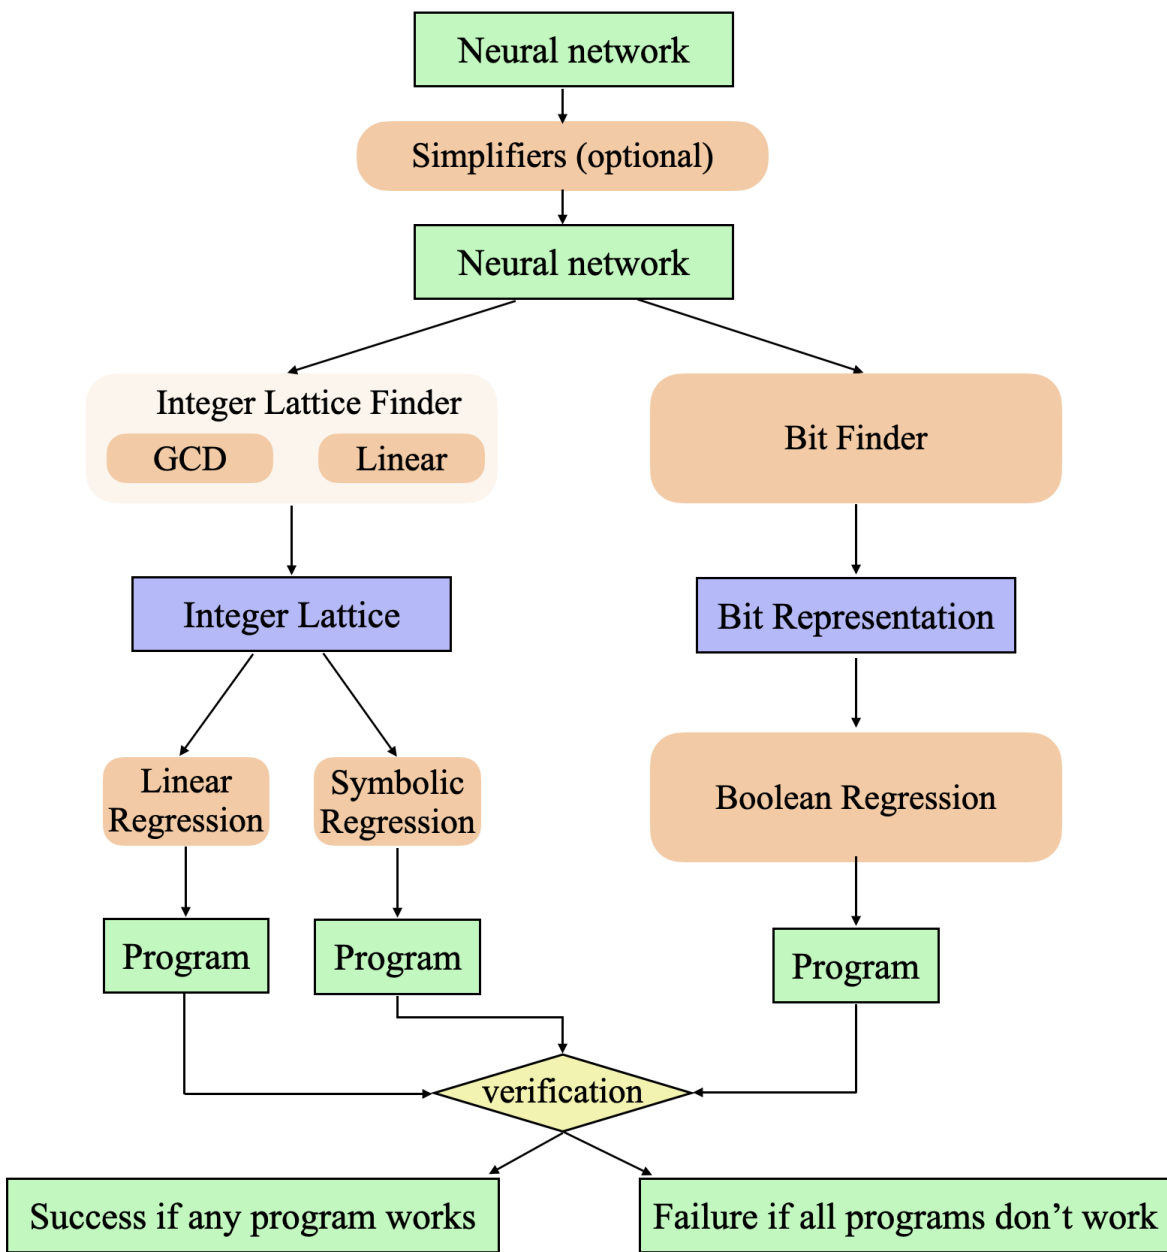 Neural network
Simplifiers (optional)
Neural network
Integer Lattice Finder
GCD
Linear
Bit Finder
Integer Lattice
Bit Representation
Linear
Regression
Symbolic
Regression
Boolean Regression
Program
Program
Program
verification
Success if any program works
Failure if all programs don’t work